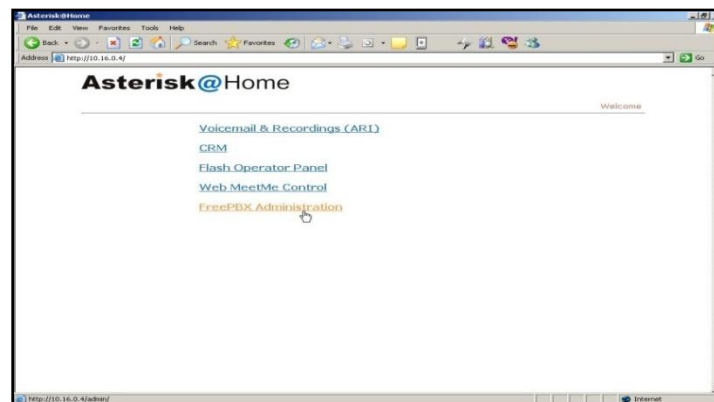 Asterisk@Home
File Edit View Favorites Tools Help
Back Search Favorites
Address http://10.16.0.4/ Go
Asterisk@Home
Welcome
Voicemail & Recordings (ARI)
CRM
Flash Operator Panel
Web MeetMe Control
FreePBX Administration
http://10.16.0.4/admin/ Internet